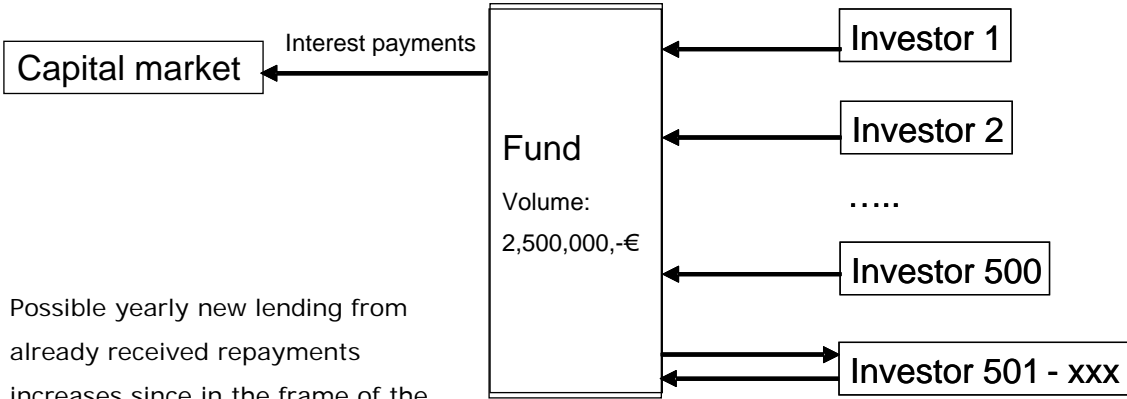 Capital market
Interest payments
Fund
Volume:
2,500,000,-€
Investor 1
Investor 2
…..
Investor 500
Investor 501 - xxx
Possible yearly new lending from
already received repayments
increases since in the frame of the